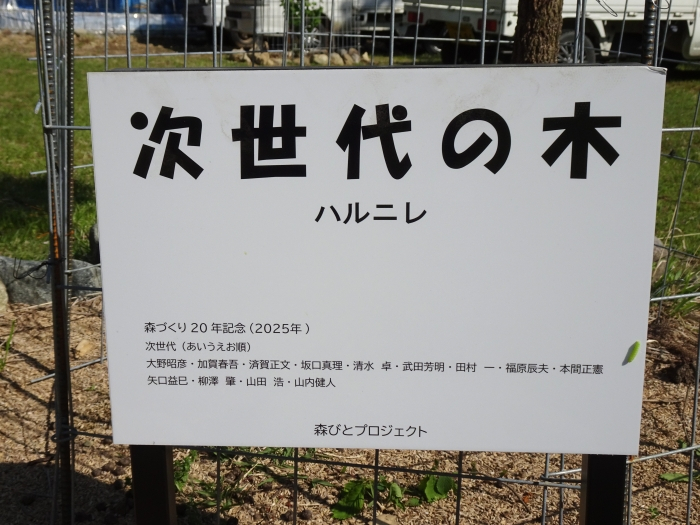 次世代の木
ハルニレ
森づくり20年記念(2025年)
次世代(あいうえお順)
大野昭彦・加賀春吾・済賀正文・坂口真理・清水 卓・武田芳明・田村 一・福原辰夫・本間正憲
矢口益巳・柳澤 肇・山田 浩・山内健人
森びとプロジェクト